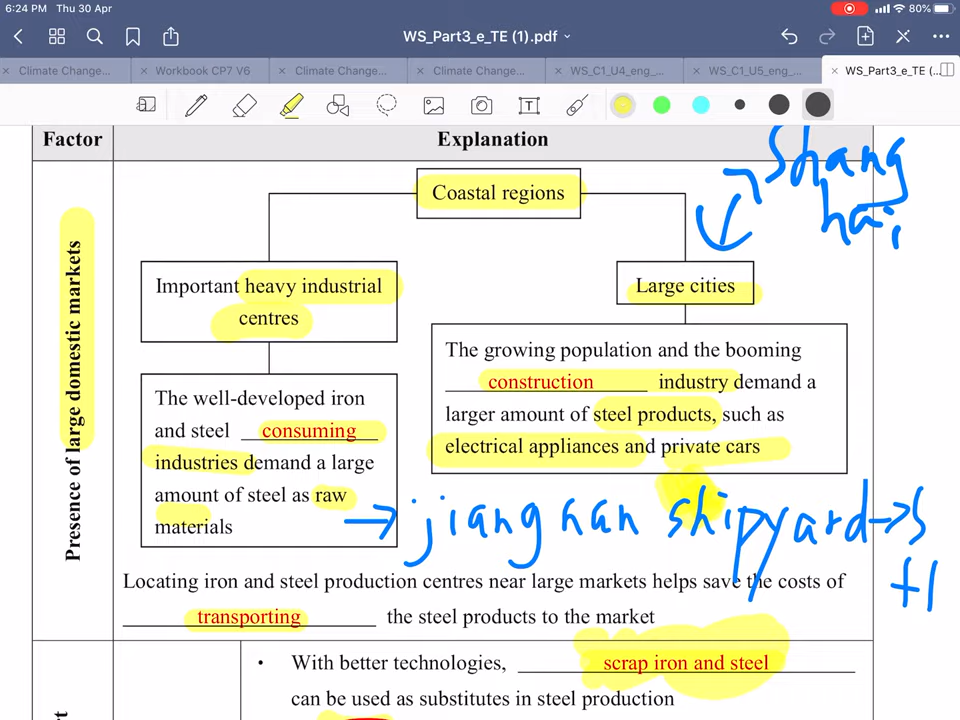 6:24 PM Thu 30 Apr
80%
WS_Part3_e_TE (1).pdf
Climate Change...
Workbook CP7 V6
Climate Change...
Climate Change...
WS_C1_U4_eng_...
WS_C1_U5_eng_...
WS_Part3_e_TE (...
Factor
Explanation
Shang
hai
Presence of large domestic markets
Coastal regions
Important heavy industrial
centres
Large cities
The well-developed iron
and steel consuming
industries demand a large
amount of steel as raw
materials
The growing population and the booming
construction industry demand a
larger amount of steel products, such as
electrical appliances and private cars
jiang nan shipyard → S
Locating iron and steel production centres near large markets helps save the costs of
transporting the steel products to the market
• With better technologies, scrap iron and steel
can be used as substitutes in steel production